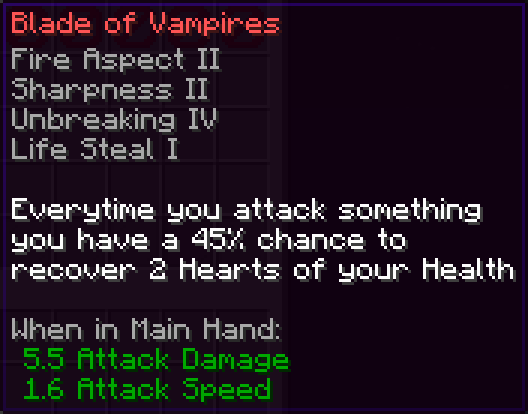 Blade of Vampires
Fire Aspect II
Sharpness II
Unbreaking IV
Life Steal I
Everytime you attack something
you have a 45% chance to
recover 2 Hearts of your Health
When in Main Hand:
5.5 Attack Damage
1.6 Attack Speed